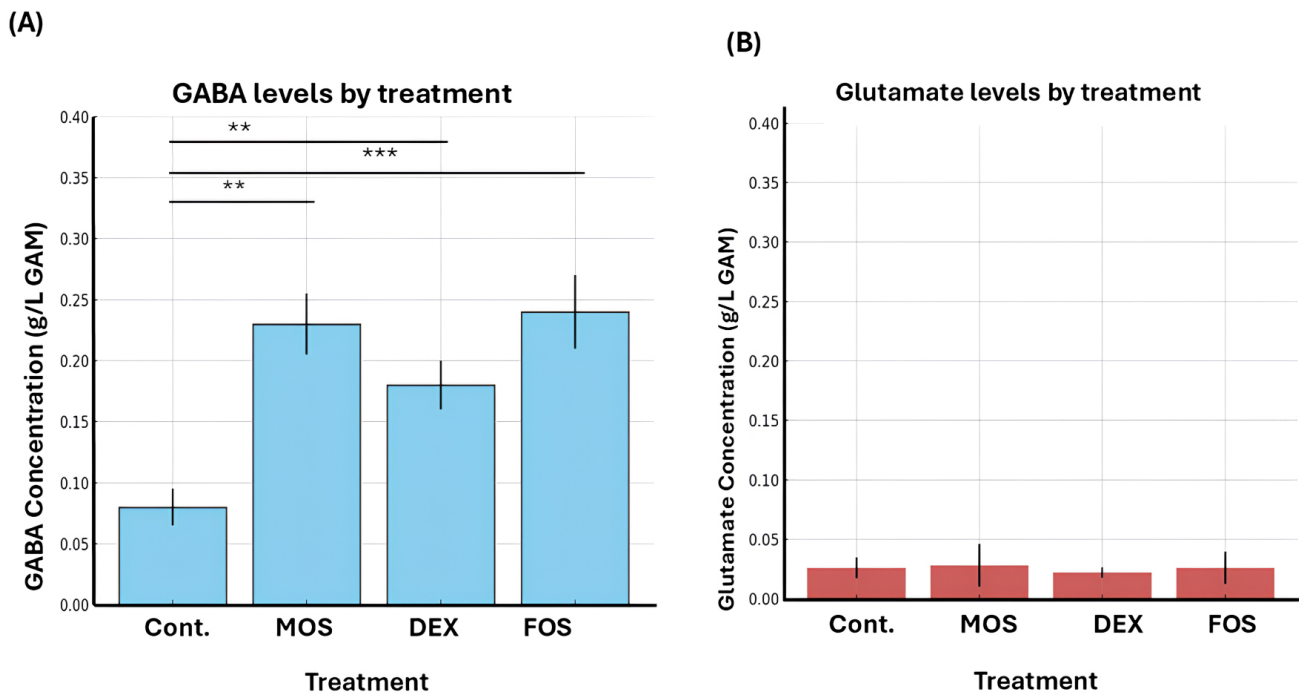 (A)
GABA levels by treatment
GABA Concentration (g/L GAM)
0.40
0.35
0.30
0.25
0.20
0.15
0.10
0.05
0.00
**
***
**
Cont. MOS DEX FOS
Treatment
(B)
Glutamate levels by treatment
Glutamate Concentration (g/L GAM)
0.40
0.35
0.30
0.25
0.20
0.15
0.10
0.05
0.00
Cont. MOS DEX FOS
Treatment